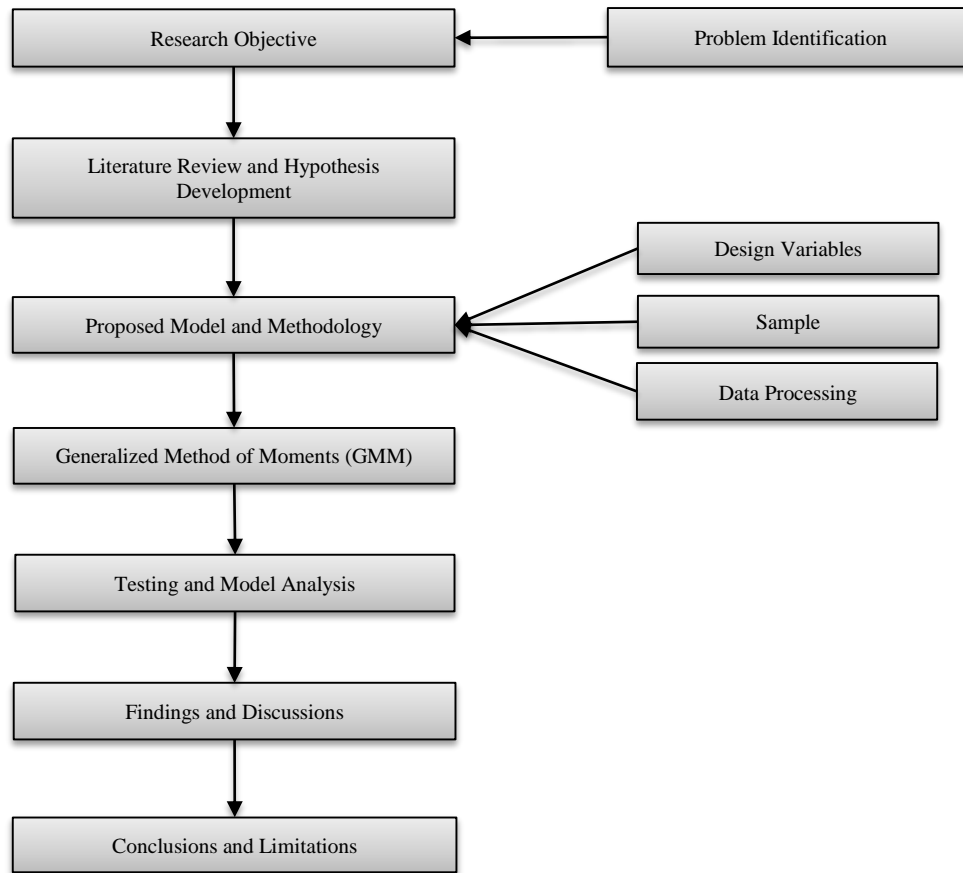 Research Objective
Problem Identification
Literature Review and Hypothesis
Development
Design Variables
Proposed Model and Methodology
Sample
Data Processing
Generalized Method of Moments (GMM)
Testing and Model Analysis
Findings and Discussions
Conclusions and Limitations